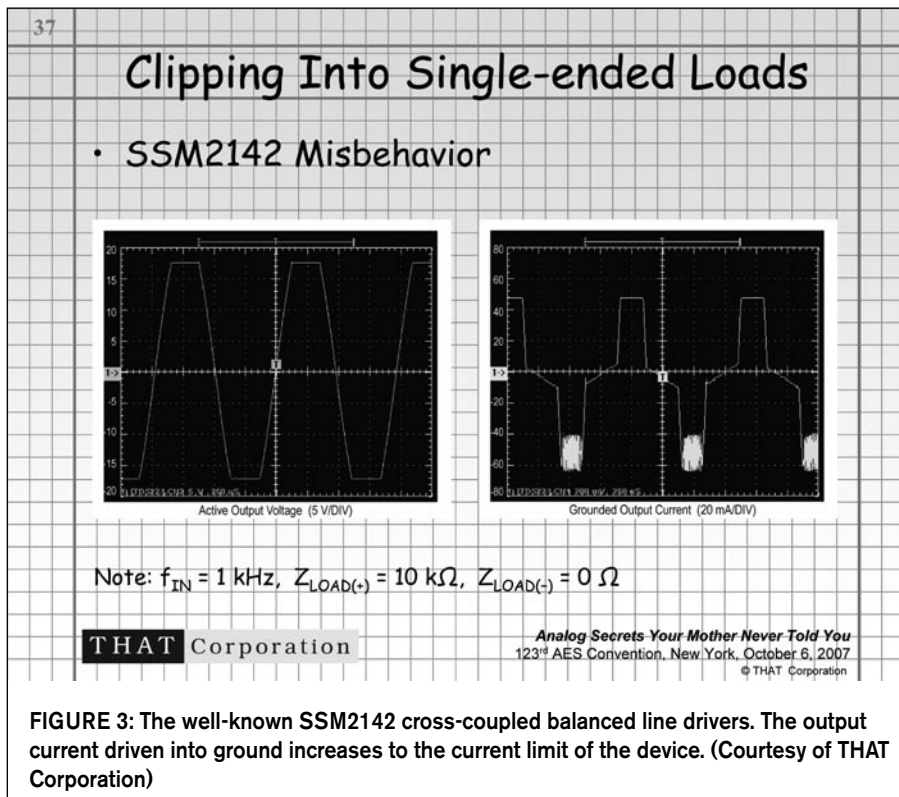 37
Clipping Into Single-ended Loads
• SSM2142 Misbehavior
20
15
10
5
1->
-5
-10
-15
-20
T
Active Output Voltage (5 V/DIV)
80
60
40
20
1->
-20
-40
-60
-80
T
Grounded Output Current (20 mA/DIV)
Note: fIN = 1 kHz, ZLOAD(+) = 10 kΩ, ZLOAD(-) = 0 Ω
THAT Corporation
Analog Secrets Your Mother Never Told You
123rd AES Convention, New York, October 6, 2007
© THAT Corporation
FIGURE 3: The well-known SSM2142 cross-coupled balanced line drivers. The output
current driven into ground increases to the current limit of the device. (Courtesy of THAT
Corporation)